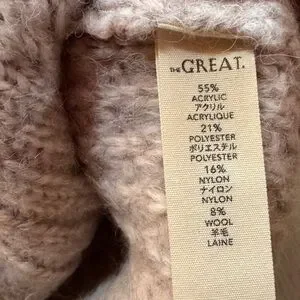 THE GREAT.
55%
ACRYLIC
アクリル
ACRYLIQUE
21%
POLYESTER
ポリエステル
POLYESTER
16%
NYLON
ナイロン
NYLON
8%
WOOL
羊毛
LAINE